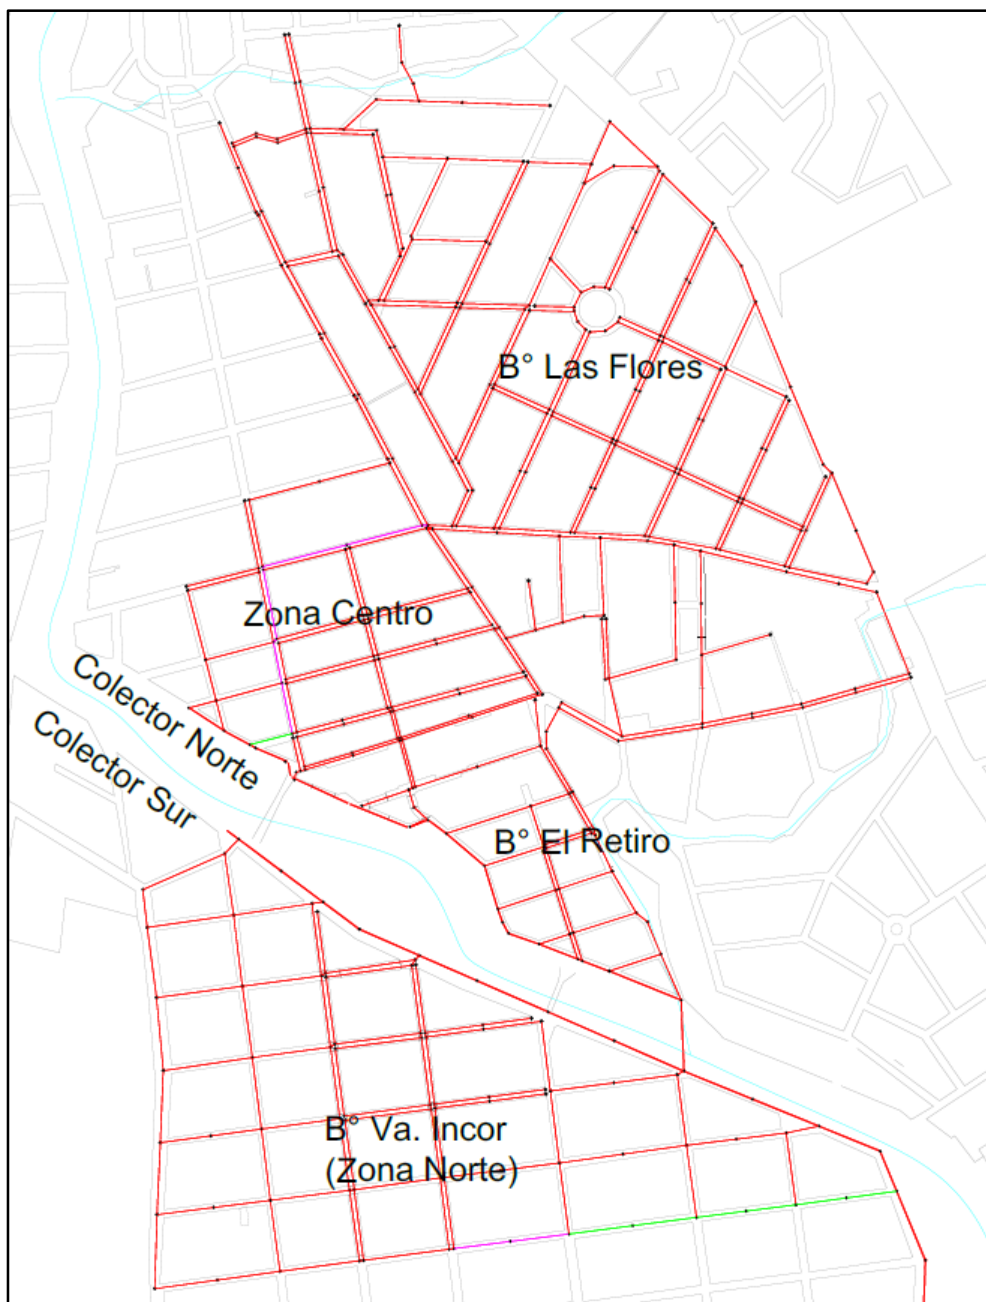 B° Las Flores
Zona Centro
Colector Norte
Colector Sur
B° El Retiro
B° Va. Incor
(Zona Norte)